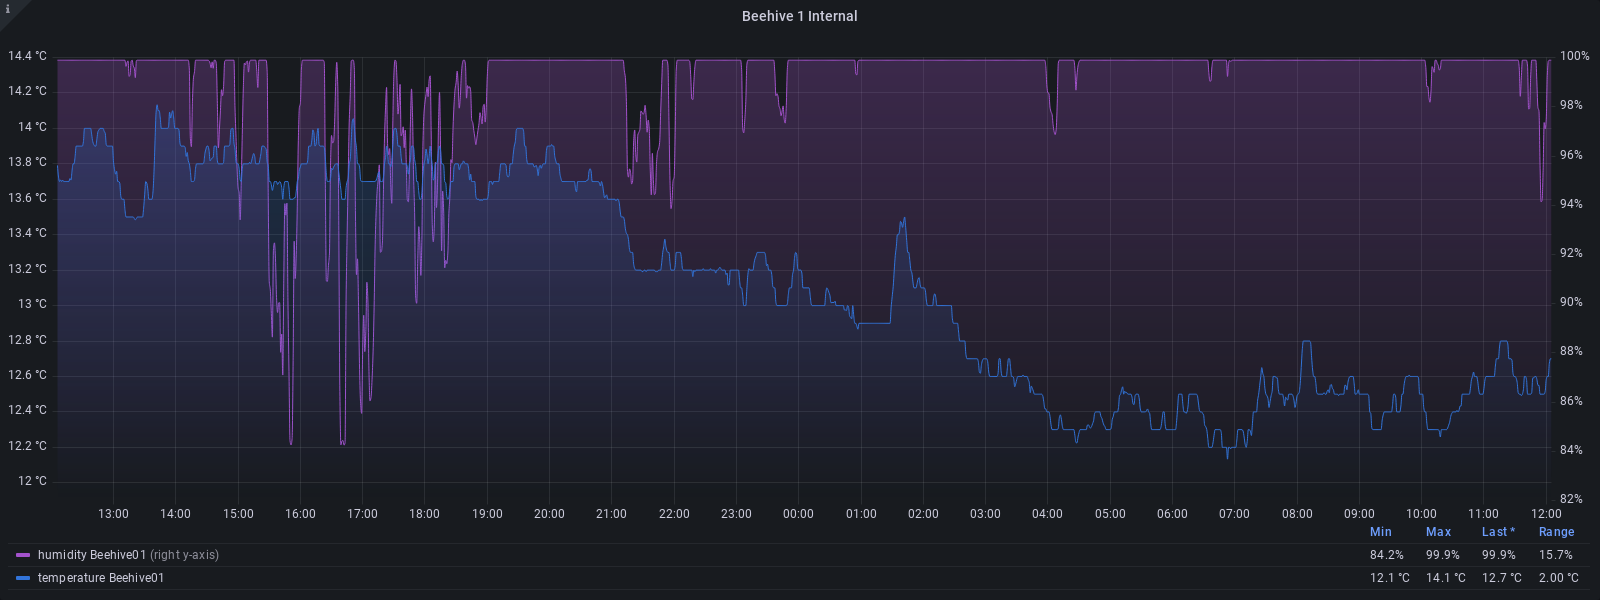 i
Beehive 1 Internal
14.4 °C 100%
14.2 °C 98%
14 °C
13.8 °C 96%
13.6 °C 94%
13.4 °C
13.2 °C 92%
13 °C 90%
12.8 °C 88%
12.6 °C
12.4 °C 86%
12.2 °C 84%
12 °C
82%
13:00 14:00 15:00 16:00 17:00 18:00 19:00 20:00 21:00 22:00 23:00 00:00 01:00 02:00 03:00 04:00 05:00 06:00 07:00 08:00 09:00 10:00 11:00 12:00
Min Max Last * Range
humidity Beehive01 (right y-axis) 84.2% 99.9% 99.9% 15.7%
temperature Beehive01 12.1 °C 14.1 °C 12.7 °C 2.00 °C